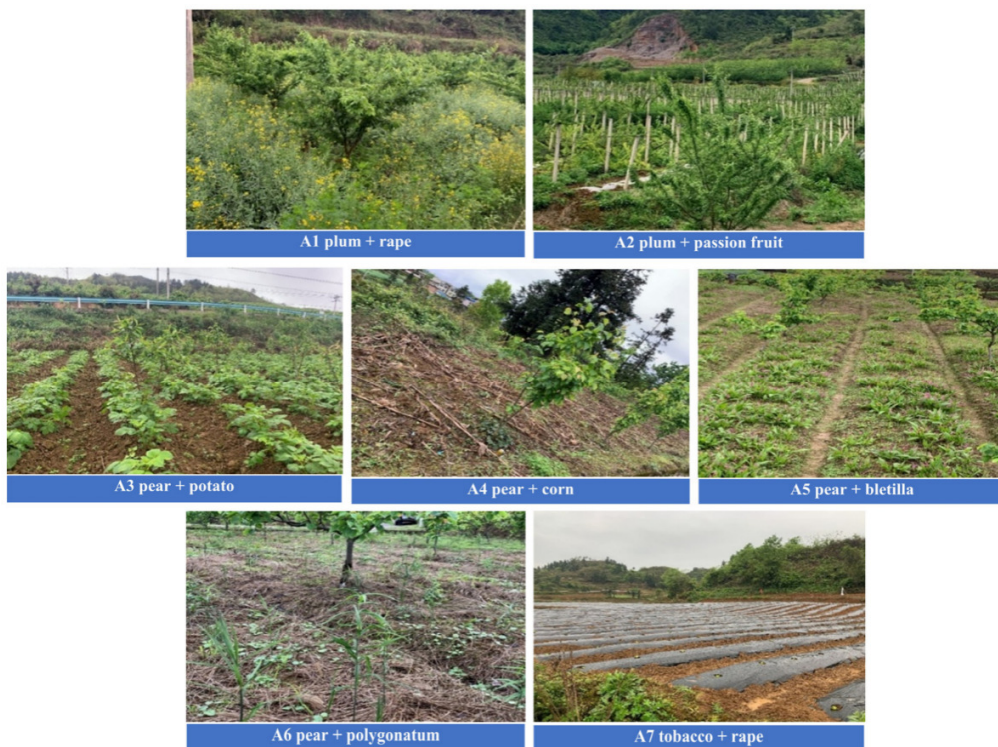 A1 plum + rape
A2 plum + passion fruit
A3 pear + potato
A4 pear + corn
A5 pear + bletilla
A6 pear + polygonatum
A7 tobacco + rape